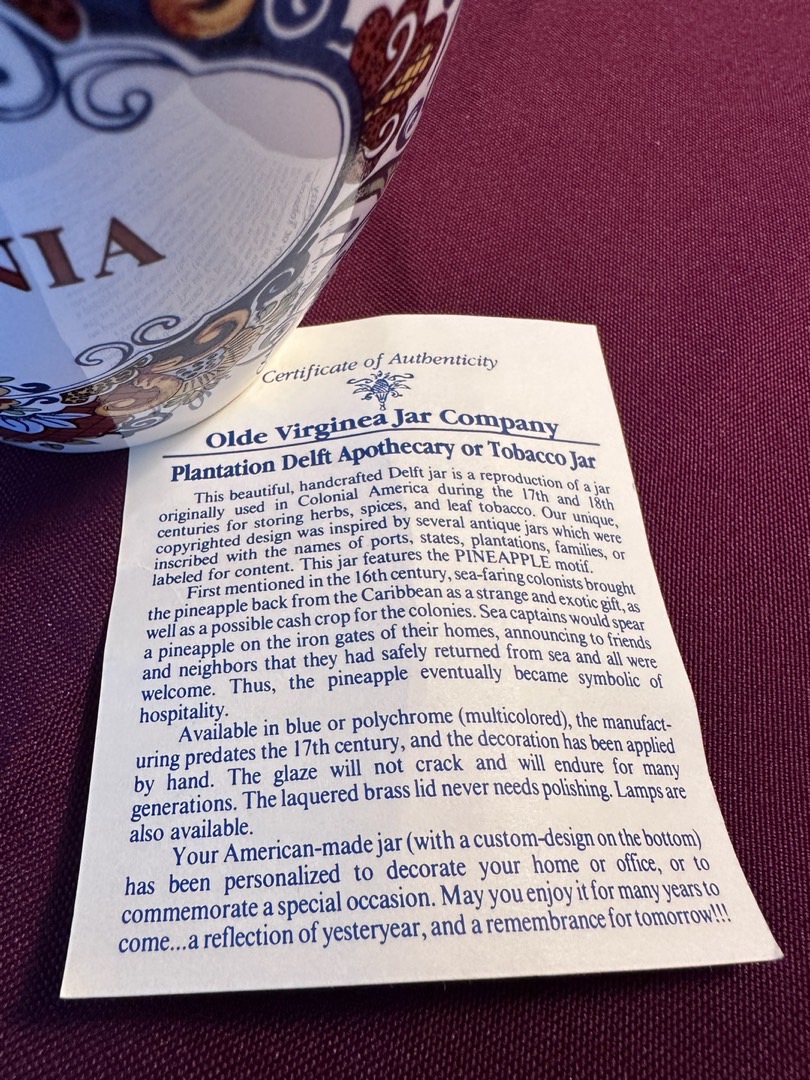 NIA
Certificate of Authenticity
Olde Virginea Jar Company
Plantation Delft Apothecary or Tobacco Jar
This beautiful, handcrafted Delft jar is a reproduction of a jar
originally used in Colonial America during the 17th and 18th
centuries for storing herbs, spices, and leaf tobacco. Our unique,
copyrighted design was inspired by several antique jars which were
inscribed with the names of ports, states, plantations, families, or
labeled for content. This jar features the PINEAPPLE motif.
First mentioned in the 16th century, sea-faring colonists brought
the pineapple back from the Caribbean as a strange and exotic gift, as
well as a possible cash crop for the colonies. Sea captains would spear
a pineapple on the iron gates of their homes, announcing to friends
and neighbors that they had safely returned from sea and all were
welcome. Thus, the pineapple eventually became symbolic of
hospitality.
Available in blue or polychrome (multicolored), the manufact-
uring predates the 17th century, and the decoration has been applied
by hand. The glaze will not crack and will endure for many
generations. The laquered brass lid never needs polishing. Lamps are
also available.
Your American-made jar (with a custom-design on the bottom)
has been personalized to decorate your home or office, or to
commemorate a special occasion. May you enjoy it for many years to
come...a reflection of yesteryear, and a remembrance for tomorrow!!!